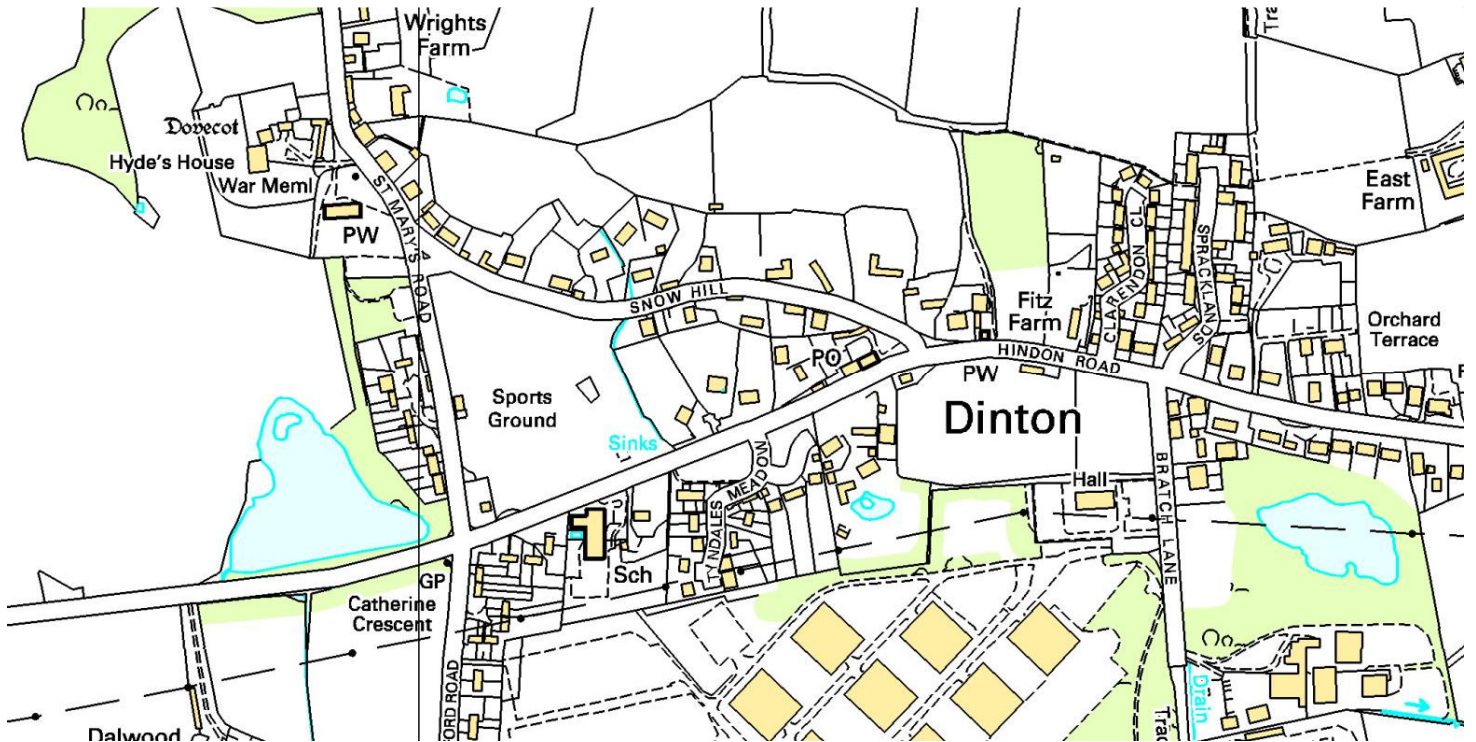 Wrights
Farm
Dovecot
Hyde's House
War Meml
PW
ST MARY'S ROAD
SNOW HILL
Sports
Ground
Sinks
PO
Fitz
Farm
CLARENDON CL
SPRACKLAN
East
Farm
Orchard
Terrace
HINDON ROAD
PW
Dinton
TYNDALES MEADOW
Hall
BRATCH LANE
Sch
GP
Catherine
Crescent
Drain
Dalwood